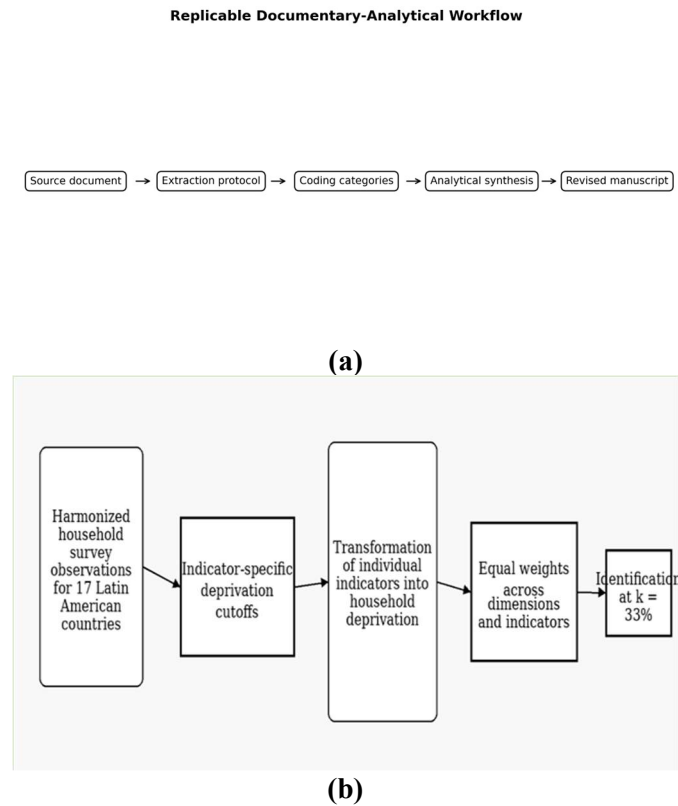 Replicable Documentary-Analytical Workflow
Source document
Extraction protocol
Coding categories
Analytical synthesis
Revised manuscript
(a)
Harmonized
household
survey
observations
for 17 Latin
American
countries
Indicator-specific
deprivation
cutoffs
Transformation
of individual
indicators into
household
deprivation
Equal weights
across
dimensions
and indicators
Identification
at k =
33%
(b)